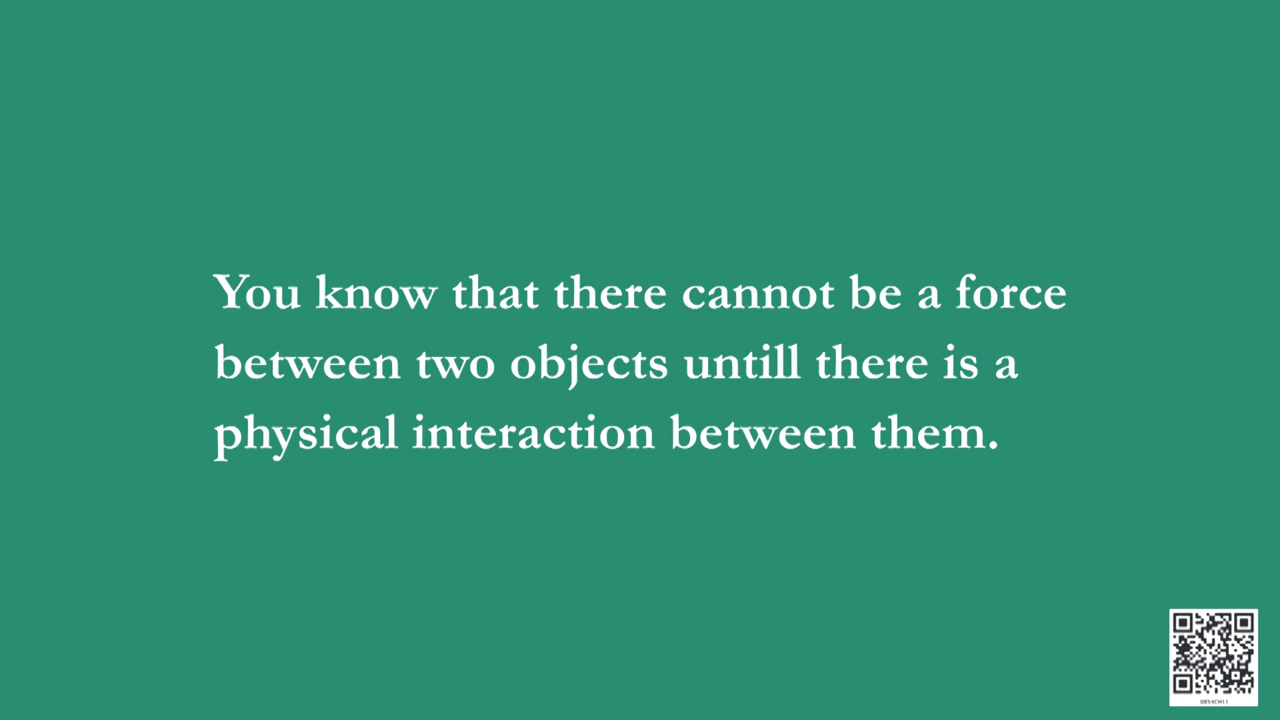 You know that there cannot be a force
between two objects untill there is a
physical interaction between them.